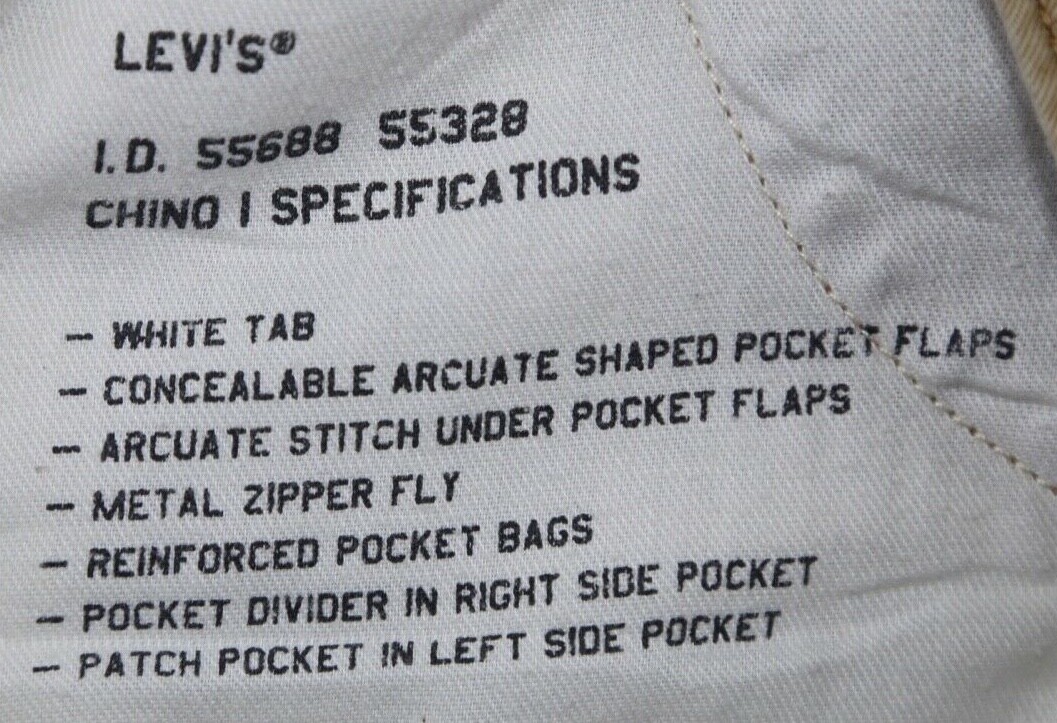 LEVI'S®
I.D. 55688 55328
CHINO I SPECIFICATIONS
– WHITE TAB
– CONCEALABLE ARCUATE SHAPED POCKET FLAPS
– ARCUATE STITCH UNDER POCKET FLAPS
– METAL ZIPPER FLY
– REINFORCED POCKET BAGS
– POCKET DIVIDER IN RIGHT SIDE POCKET
– PATCH POCKET IN LEFT SIDE POCKET